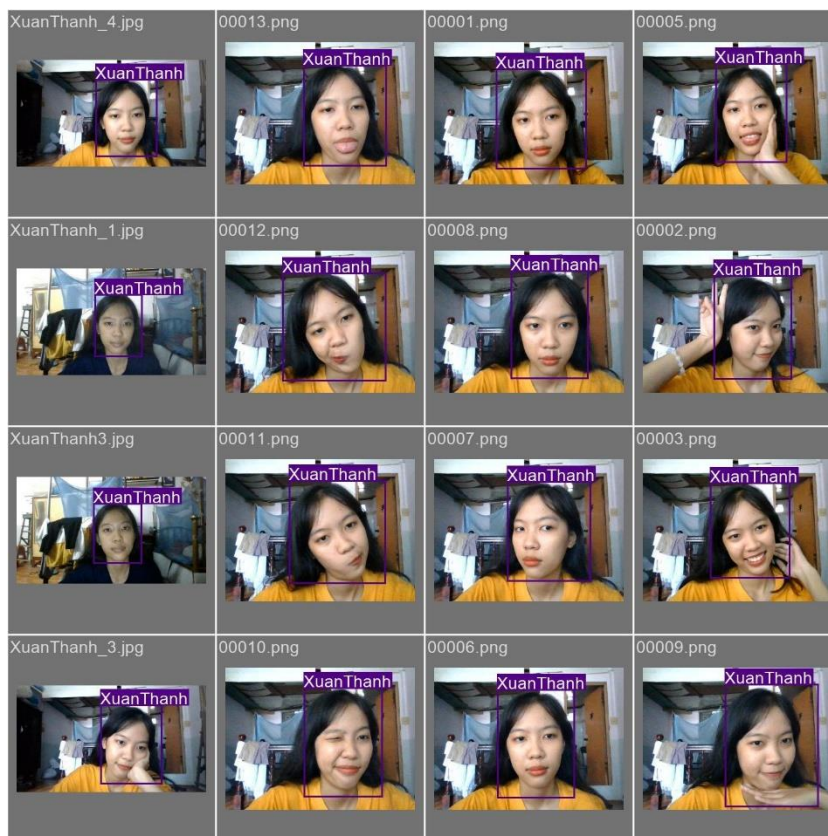 XuanThanh_4.jpg
00013.png
00001.png
00005.png
XuanThanh
XuanThanh
XuanThanh
XuanThanh
XuanThanh_1.jpg
00012.png
00008.png
00002.png
XuanThanh
XuanThanh
XuanThanh
XuanThanh
XuanThanh3.jpg
00011.png
00007.png
00003.png
XuanThanh
XuanThanh
XuanThanh
XuanThanh
XuanThanh_3.jpg
00010.png
00006.png
00009.png
XuanThanh
XuanThanh
XuanThanh
XuanThanh